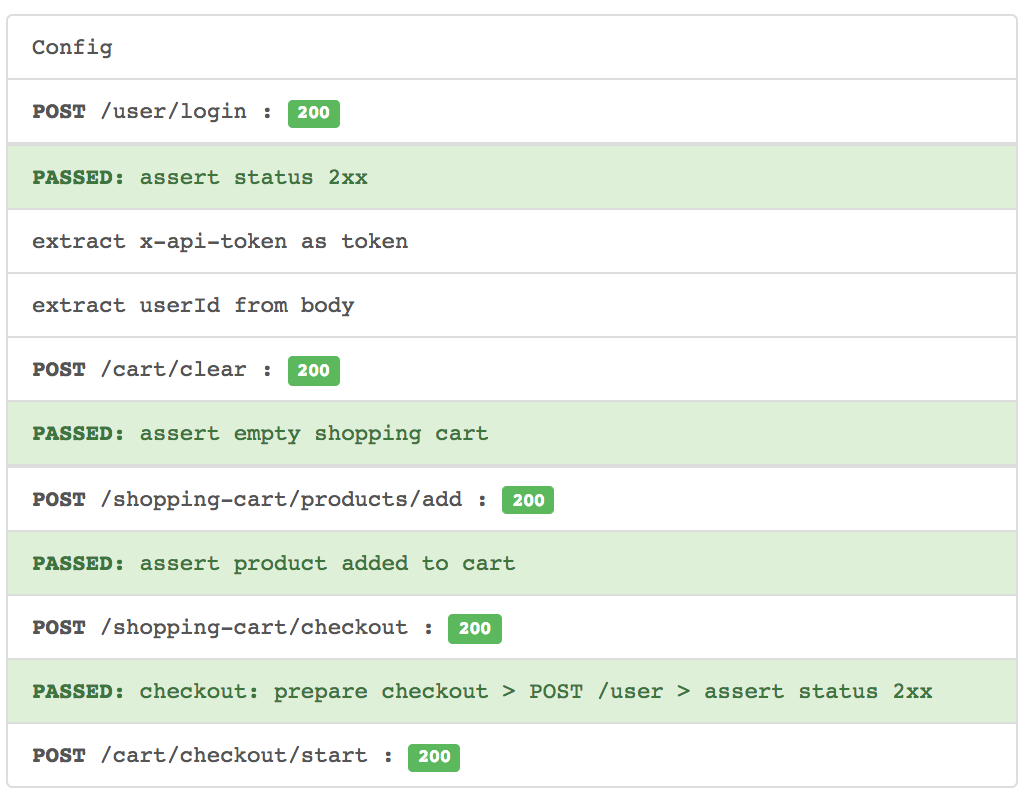 Config
POST /user/login : 200
PASSED: assert status 2xx
extract x-api-token as token
extract userId from body
POST /cart/clear : 200
PASSED: assert empty shopping cart
POST /shopping-cart/products/add : 200
PASSED: assert product added to cart
POST /shopping-cart/checkout : 200
PASSED: checkout: prepare checkout > POST /user > assert status 2xx
POST /cart/checkout/start : 200